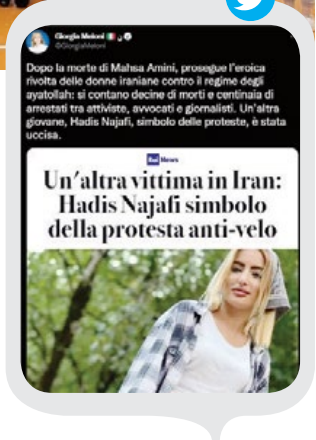 Giorgia Meloni
@GiorgiaMeloni
Dopo la morte di Mahsa Amini, prosegue l'eroica
rivolta delle donne iraniane contro il regime degli
ayatollah: si contano decine di morti e centinaia di
arrestati tra attiviste, avvocati e giornalisti. Un'altra
giovane, Hadis Najafi, simbolo delle proteste, è stata
uccisa.
Rai News
Un'altra vittima in Iran:
Hadis Najafi simbolo
della protesta anti-velo